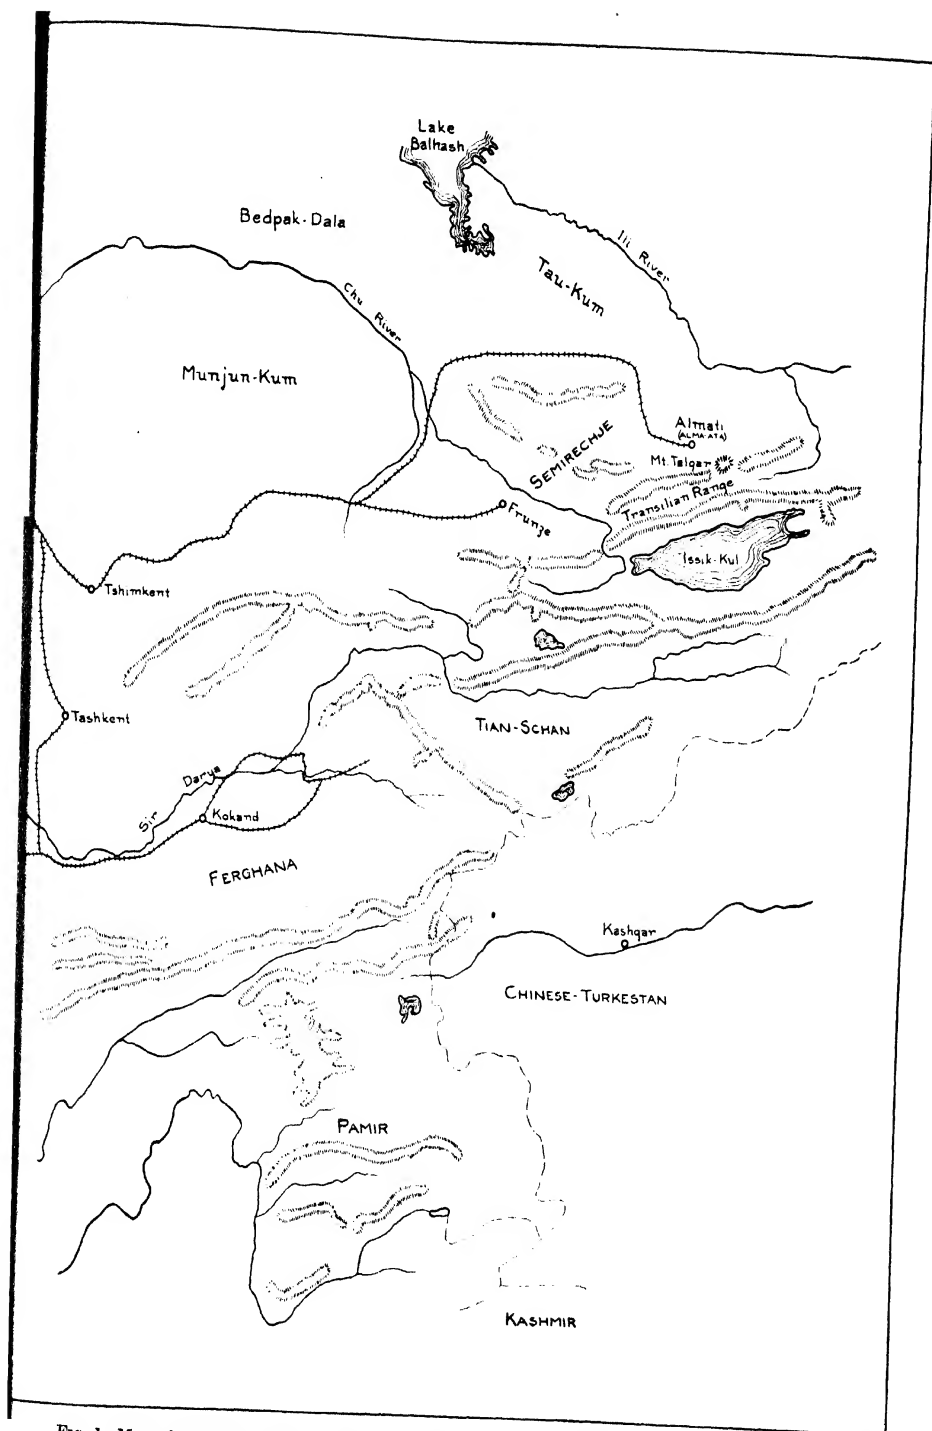 Lake
Balhash
Bedpak-Dala
Ili River
Tau-Kum
Chu River
Munjun-Kum
Almati
(ALMA-ATA)
SEMIRECHJE
Mt. Talgar
Transilian Range
Frunze
Issik-Kul
Tshimkent
Tashkent
TIAN-SCHAN
Sir Darya
Kokand
FERGHANA
Kashgar
CHINESE-TURKESTAN
PAMIR
KASHMIR